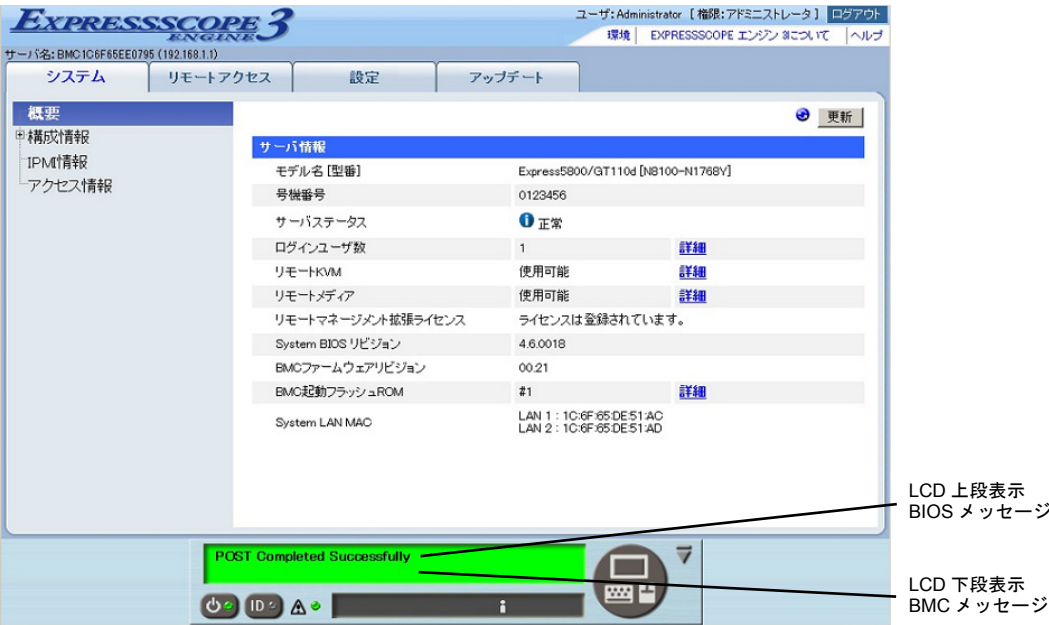 EXPRESSSCOPE
ENGINE 3
ユーザ:Administrator [権限:アドミニストレータ] ログアウト
環境 EXPRESSSCOPE エンジン 3について ヘルプ
サーバ名: BMC1C6F65EE0795 (192.168.1.1)
システム リモートアクセス 設定 アップデート
概要
構成情報
IPMI情報
アクセス情報
更新
サーバ情報
モデル名 [型番] Express5800/GT110d [N8100-N1768Y]
号機番号 0123456
サーバステータス 正常
ログインユーザ数 1 詳細
リモートKVM 使用可能 詳細
リモートメディア 使用可能 詳細
リモートマネージメント拡張ライセンス ライセンスは登録されています。
System BIOS リビジョン 4.6.0018
BMCファームウェアリビジョン 00.21
BMC起動フラッシュROM #1 詳細
System LAN MAC LAN 1 : 1C:6F:65:DE:51:AC
LAN 2 : 1C:6F:65:DE:51:AD
LCD 上段表示
BIOS メッセージ
POST Completed Successfully
ID
LCD 下段表示
BMC メッセージ